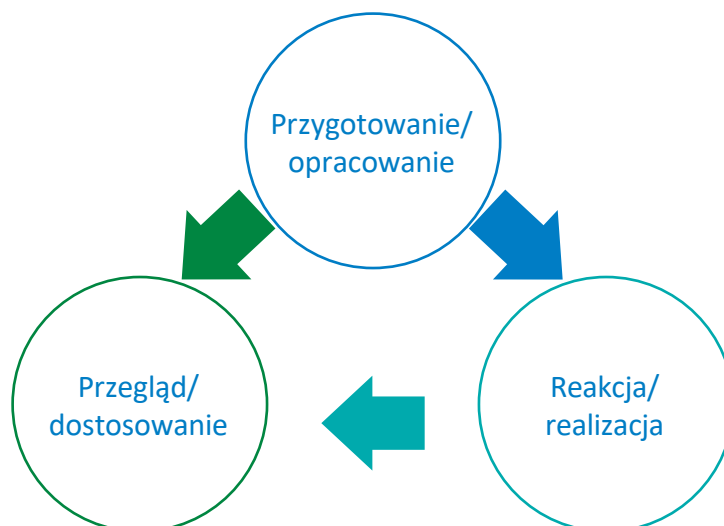 Przygotowanie/
opracowanie
Przegląd/
dostosowanie
Reakcja/
realizacja